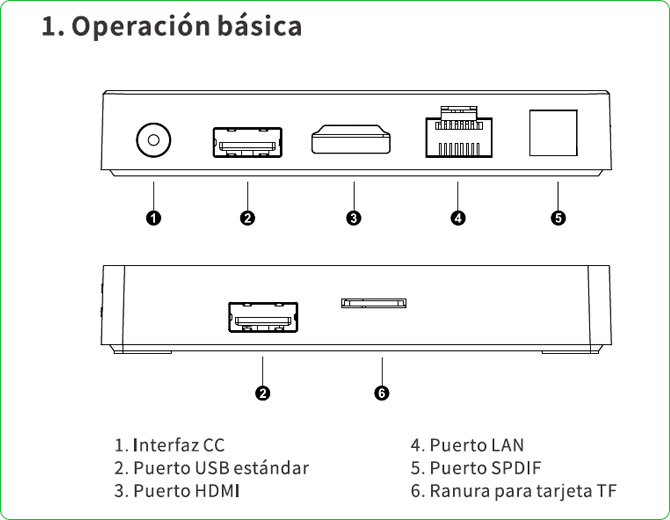 1. Operación básica
1 2 3 4 5
2 6
1. Interfaz CC
2. Puerto USB estándar
3. Puerto HDMI
4. Puerto LAN
5. Puerto SPDIF
6. Ranura para tarjeta TF